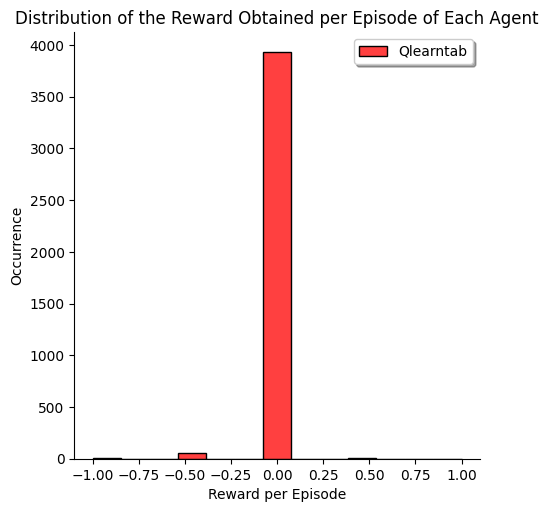 Distribution of the Reward Obtained per Episode of Each Agent
Qlearntab
4000
3500
3000
2500
2000
1500
1000
500
0
Occurrence
−1.00 −0.75 −0.50 −0.25 0.00 0.25 0.50 0.75 1.00
Reward per Episode